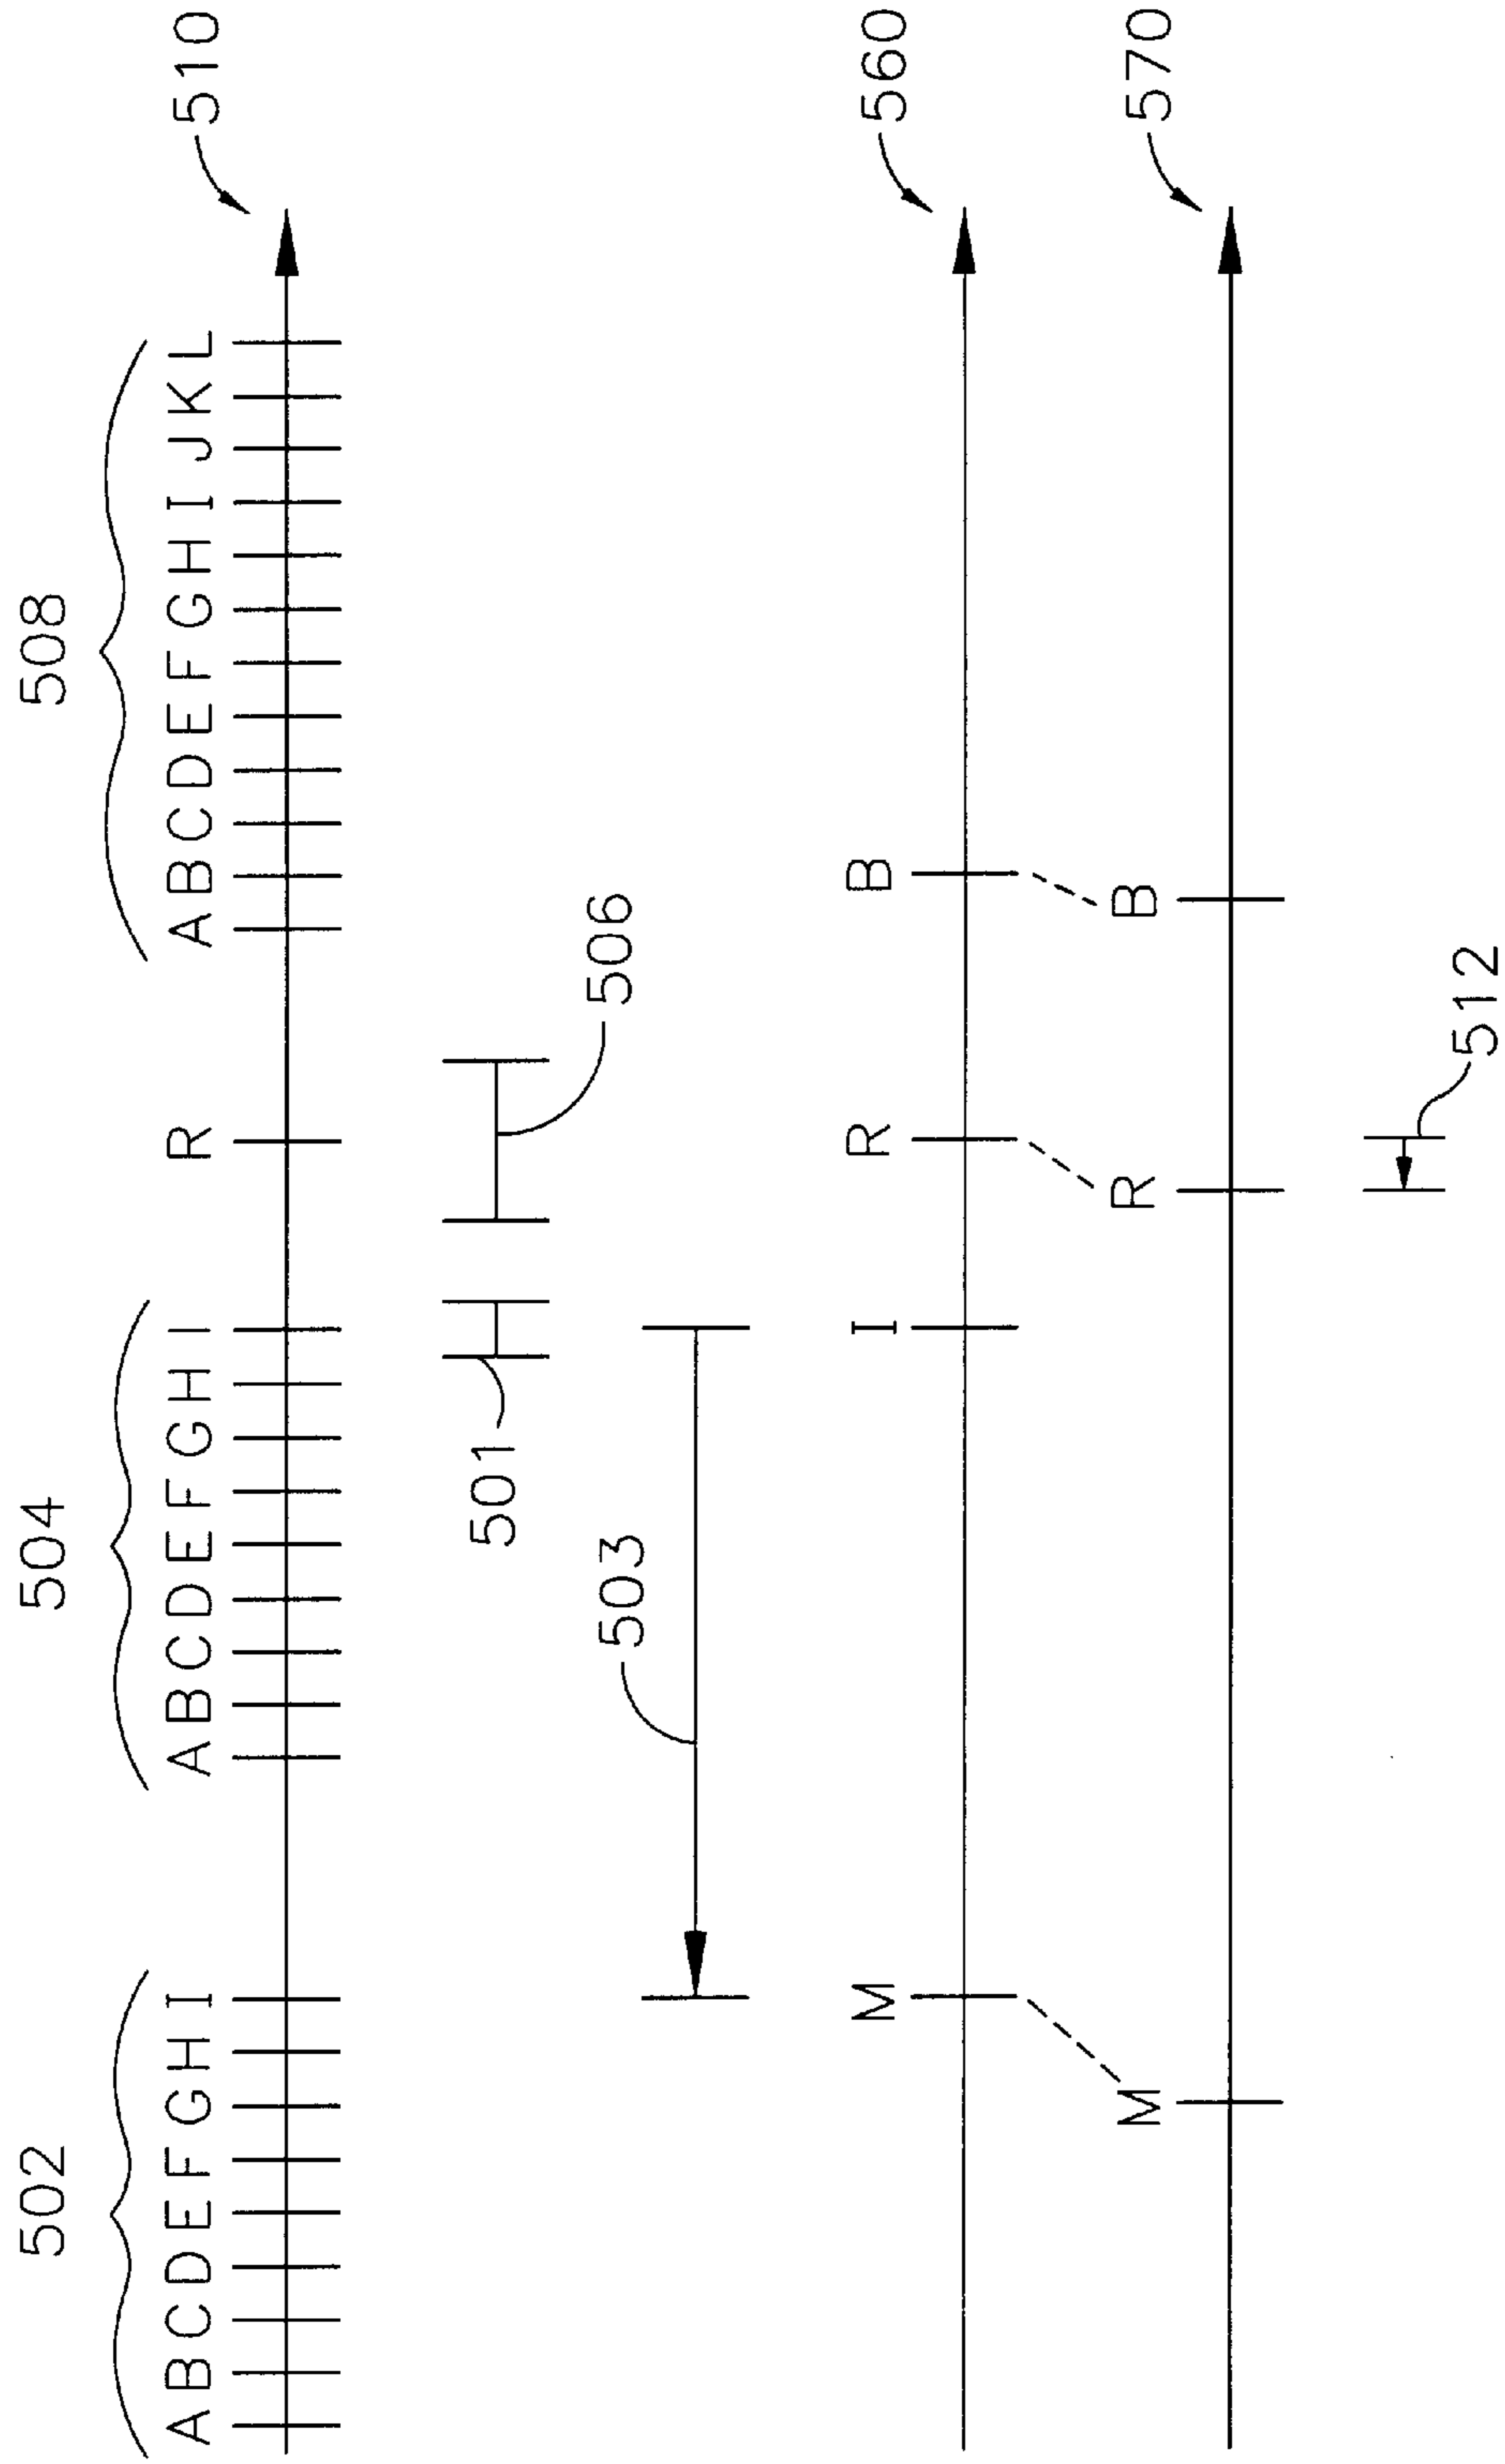 502 504 508
A B C D E F G H I A B C D E F G H I R A B C D E F G H I J K L 510
501 506
503
M I R B 560
M R B 570
512